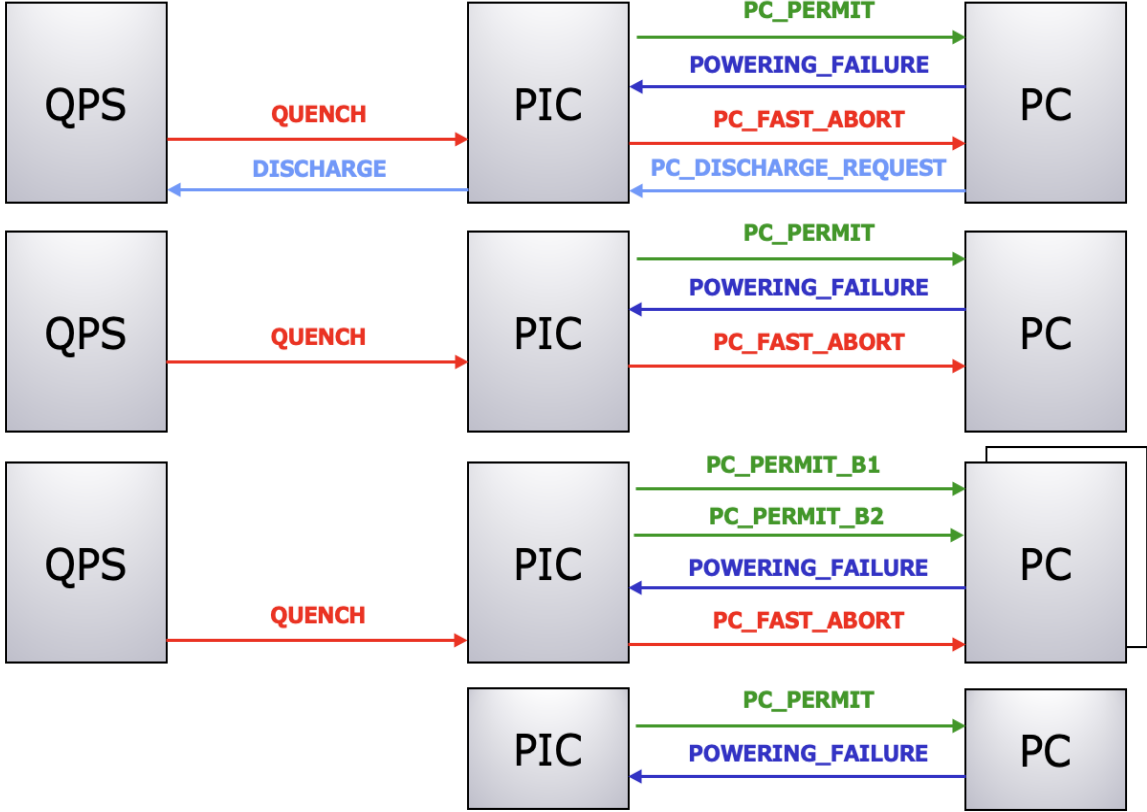 PC_PERMIT
POWERING_FAILURE
QPS
QUENCH
PIC
PC_FAST_ABORT
PC
DISCHARGE
PC_DISCHARGE_REQUEST
PC_PERMIT
POWERING_FAILURE
QPS
QUENCH
PIC
PC_FAST_ABORT
PC
PC_PERMIT_B1
PC_PERMIT_B2
QPS
PIC
POWERING_FAILURE
PC
QUENCH
PC_FAST_ABORT
PC_PERMIT
PIC
POWERING_FAILURE
PC